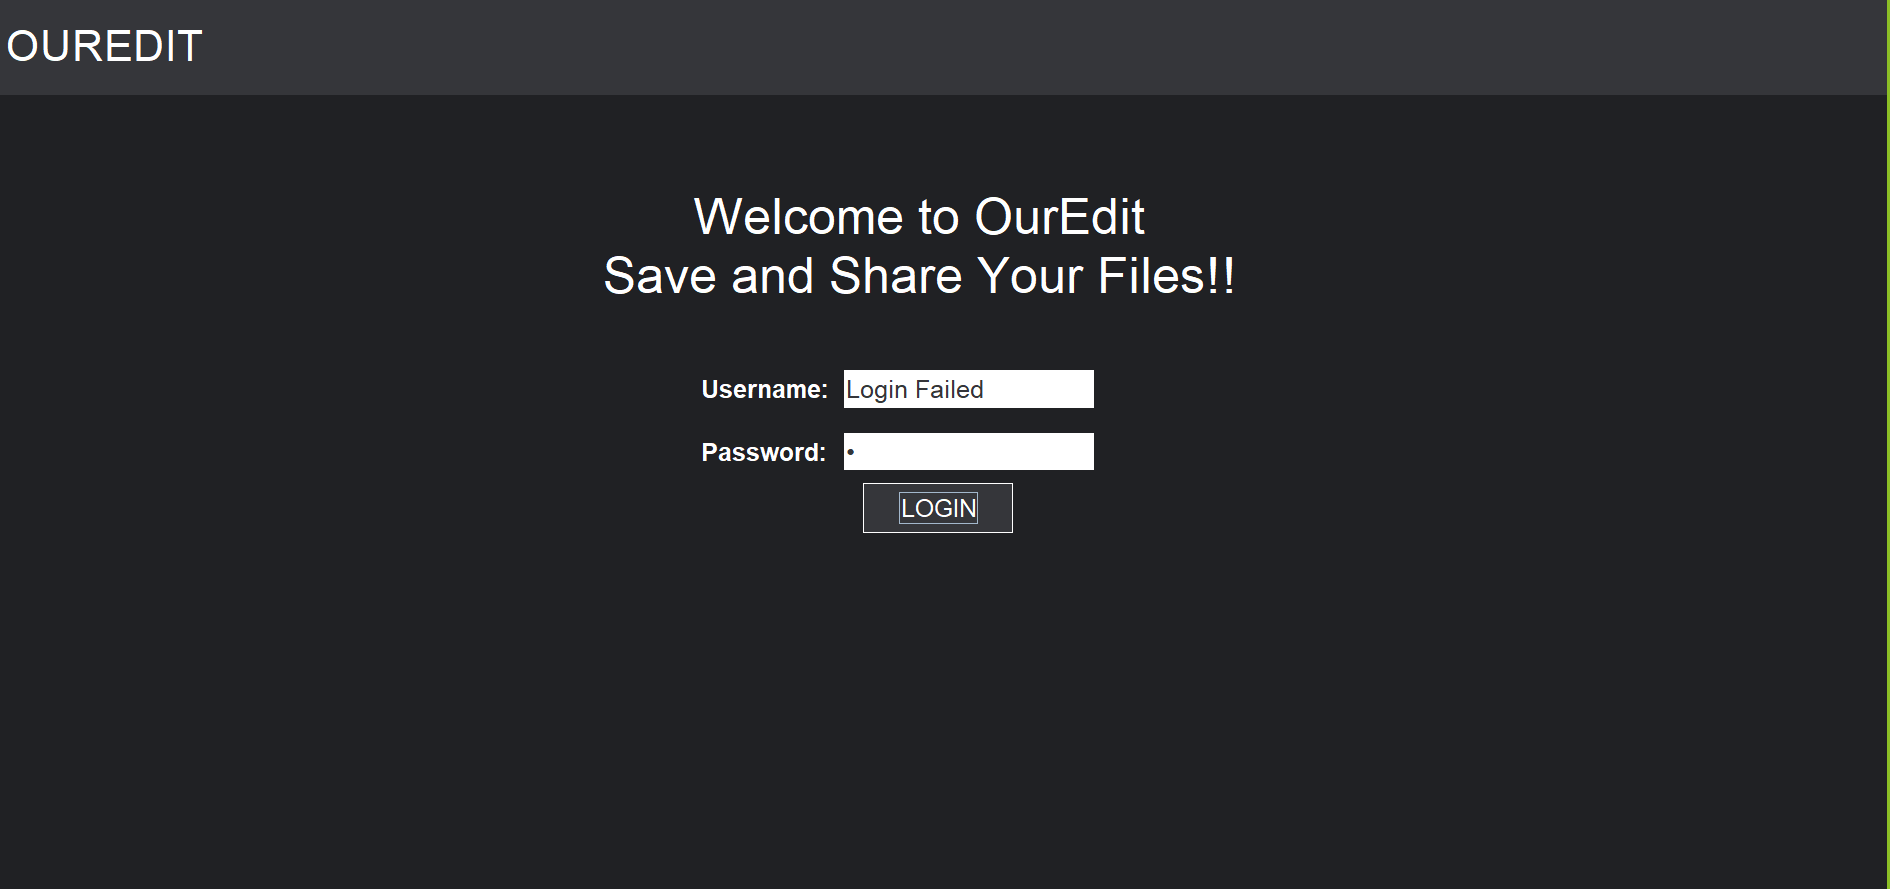 OUREDIT
Welcome to OurEdit
Save and Share Your Files!!
Username: Login Failed
Password: •
LOGIN